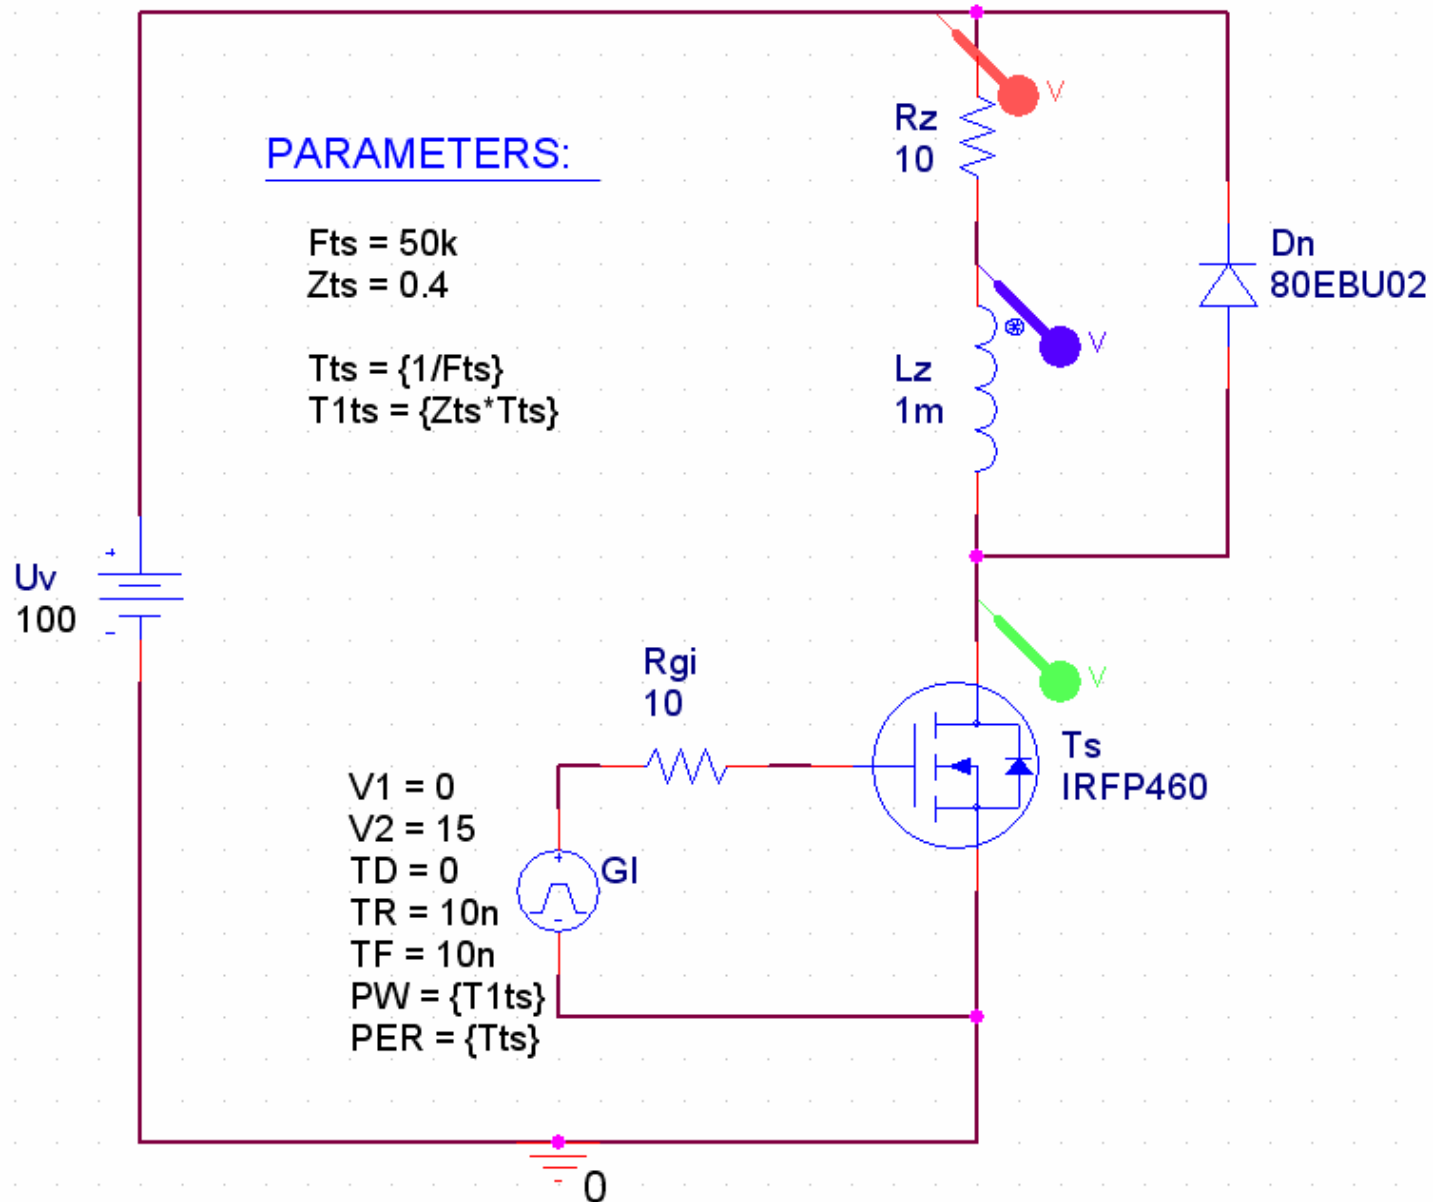 V
Rz
10
PARAMETERS:
Fts = 50k
Zts = 0.4
Dn
80EBU02
V
Tts = {1/Fts}
T1ts = {Zts*Tts}
Lz
1m
+
Uv
100
-
Rgi
10
V
Ts
IRFP460
V1 = 0
V2 = 15
TD = 0
TR = 10n
TF = 10n
PW = {T1ts}
PER = {Tts}
+
GI
-
0